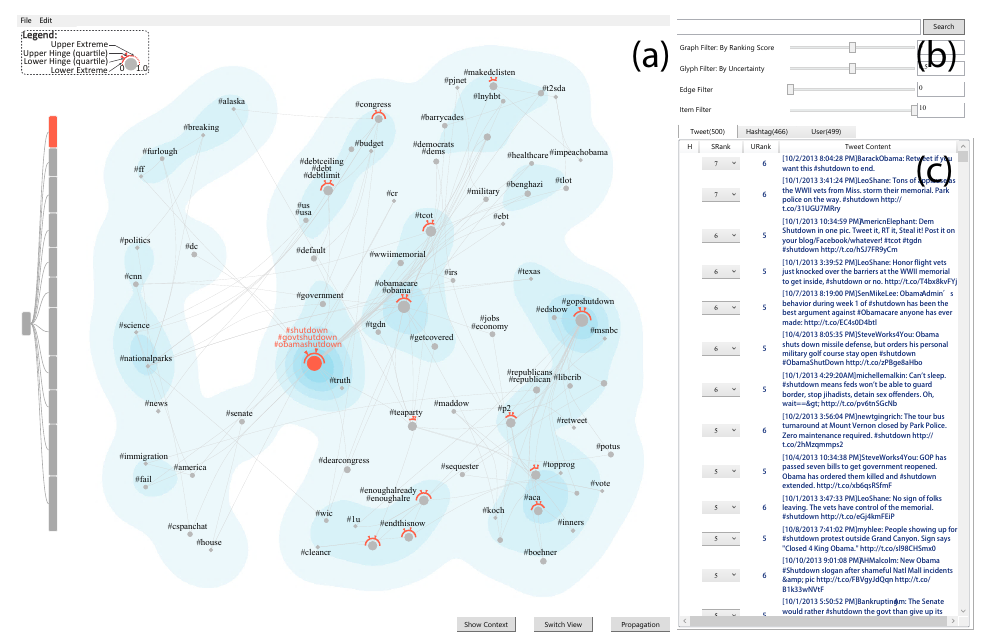 File Edit
Legend:
Upper Extreme
Upper Hinge (quartile)
Lower Hinge (quartile)
Lower Extreme
0 1.0
(a)
#alaska
#breaking
#furlough
#ff
#politics
#dc
#cnn
#science
#nationalparks
#news
#senate
#immigration
#america
#fail
#cspanchat
#house
#congress
#budget
#debtceiling
#debt
#debtlimit
#us
#usa
#default
#government
#shutdown
#govtshutdown
#obamashutdown
#truth
#makedclisten
#pjnet
#lnyhbt
#t2sda
#barrycades
#democrats
#dems
#healthcare
#impeachobama
#cr
#military
#benghazi
#tlot
#tcot
#ebt
#wwiimemorial
#irs
#texas
#obamacare
#obama
#gopshutdown
#edshow
#msnbc
#tgdn
#jobs
#economy
#getcovered
#republicans
#republican
#libcrib
#maddow
#teaparty
#p2
#retweet
#potus
#dearcongress
#sequester
#topprog
#vote
#enoughalready
#enoughalre
#aca
#wic
#1u
#endthisnow
#koch
#inners
#cleancr
#boehner
Show Context
Switch View
Propagation
Search
(b)
Graph Filter: By Ranking Score
Glyph Filter: By Uncertainty
Edge Filter
0
Item Filter
10
Tweet(500) Hashtag(466) User(499)
H SRank URank Tweet Content
(c)
7 6 [10/2/2013 8:04:28 PM]BarackObama: Retweet if you
want this #shutdown to end.
7 6 [10/1/2013 3:41:24 PM]LeoShane: Tons of as
the WWII vets from Miss. storm their memorial. Park
police on the way. #shutdown http://
t.co/31UGU7MRry
6 5 [10/1/2013 10:34:59 PM]AmericnElephant: Dem
Shutdown in one pic. Tweet it, RT it, Steal it! Post it on
your blog/Facebook/whatever! #tcot #tgdn
#shutdown http://t.co/hSJ7FR9yCm
6 5 [10/1/2013 3:39:52 PM]LeoShane: Honor flight vets
just knocked over the barriers at the WWII memorial
to get inside, #shutdown or no. http://t.co/T4bx8kvFYj
6 5 [10/7/2013 8:19:00 PM]SenMikeLee: ObamaAdmin´s
behavior during week 1 of #shutdown has been the
best argument against #Obamacare anyone has ever
made: http://t.co/EC4s0D4btI
6 5 [10/4/2013 8:05:35 PM]SteveWorks4You: Obama
shuts down missile defense, but orders his personal
military golf course stay open #shutdown
#ObamaShutDown http://t.co/zPBge8aHbo
6 5 [10/1/2013 4:29:20AM]michellemalkin: Can't sleep.
#shutdown means feds won't be able to guard
border, stop jihadists, detain sex offenders. Oh,
wait==&gt; http://t.co/pv6tnSGcNb
5 6 [10/2/2013 3:56:04 PM]newtgingrich: The tour bus
turnaround at Mount Vernon closed by Park Police.
Zero maintenance required. #shutdown http://
t.co/2hMzqmmps2
5 6 [10/4/2013 10:34:38 PM]SteveWorks4You: GOP has
passed seven bills to get government reopened.
Obama has ordered them killed and #shutdown
extended. http://t.co/xb6qsRSfmF
5 6 [10/1/2013 3:47:33 PM]LeoShane: No sign of folks
leaving. The vets have control of the memorial.
#shutdown http://t.co/eGj4kmFEiP
5 5 [10/8/2013 7:41:02 PM]myhlee: People showing up for
#shutdown protest outside Grand Canyon. Sign says
"Closed 4 King Obama." http://t.co/sl98CHSmx0
5 6 [10/10/2013 9:01:08 PM]NHMalcolm: New Obama
#Shutdown slogan after shameful Natl Mall incidents
&amp; pic http://t.co/FBVgyJdQqn http://t.co/
B1k33wNVtF
5 5 [10/1/2013 5:50:52 PM]BankruptingAm: The Senate
would rather #shutdown the govt than give up its